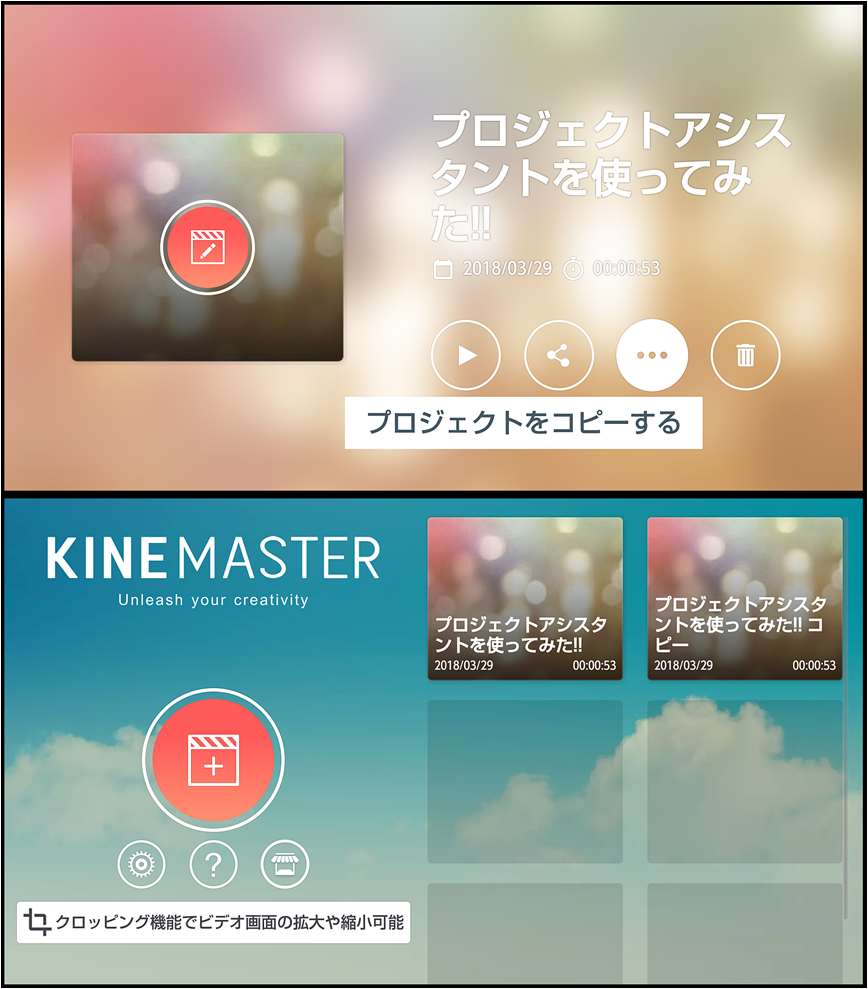 プロジェクトアシス
タントを使ってみ
た!!
2018/03/29 00:00:53
プロジェクトをコピーする
KINEMASTER
Unleash your creativity
プロジェクトアシスタ
ントを使ってみた!!
2018/03/29 00:00:53
プロジェクトアシスタ
ントを使ってみた!! コ
ピー
2018/03/29 00:00:53
?
クロッピング機能でビデオ画面の拡大や縮小可能